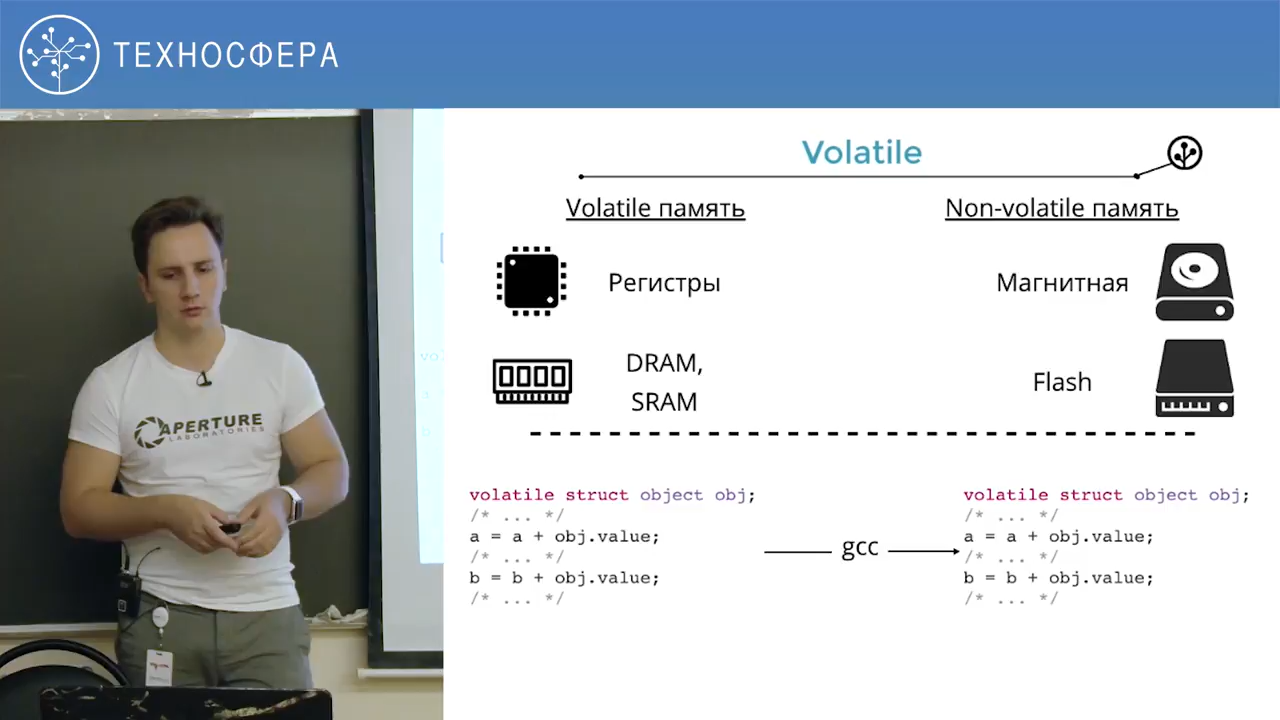 ТЕХНОСФЕРА
APERTURE
LABORATORIES
Volatile
Volatile память
Non-volatile память
Регистры
Магнитная
DRAM,
SRAM
Flash
volatile struct object obj;
/* ... */
a = a + obj.value;
/* ... */
b = b + obj.value;
/* ... */
gcc
volatile struct object obj;
/* ... */
a = a + obj.value;
/* ... */
b = b + obj.value;
/* ... */